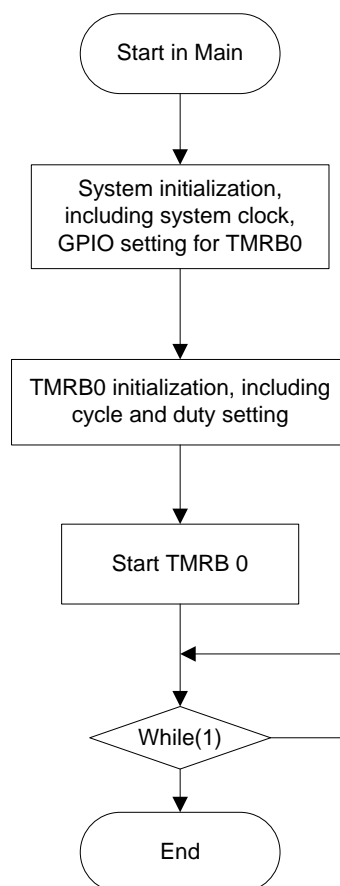 Start in Main
System initialization,
including system clock,
GPIO setting for TMRB0
TMRB0 initialization, including
cycle and duty setting
Start TMRB 0
While(1)
End